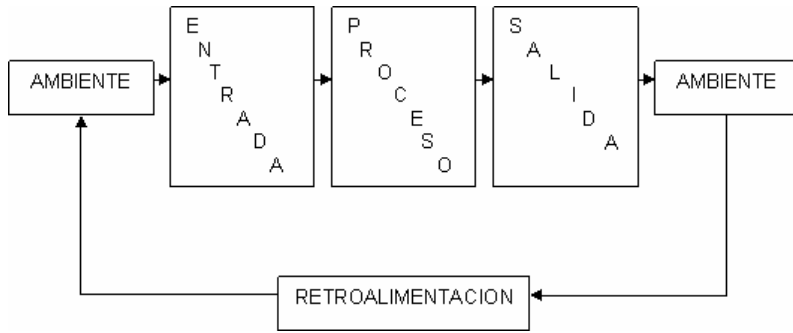 AMBIENTE
ENTRADA
PROCESO
SALIDA
AMBIENTE
RETROALIMENTACION